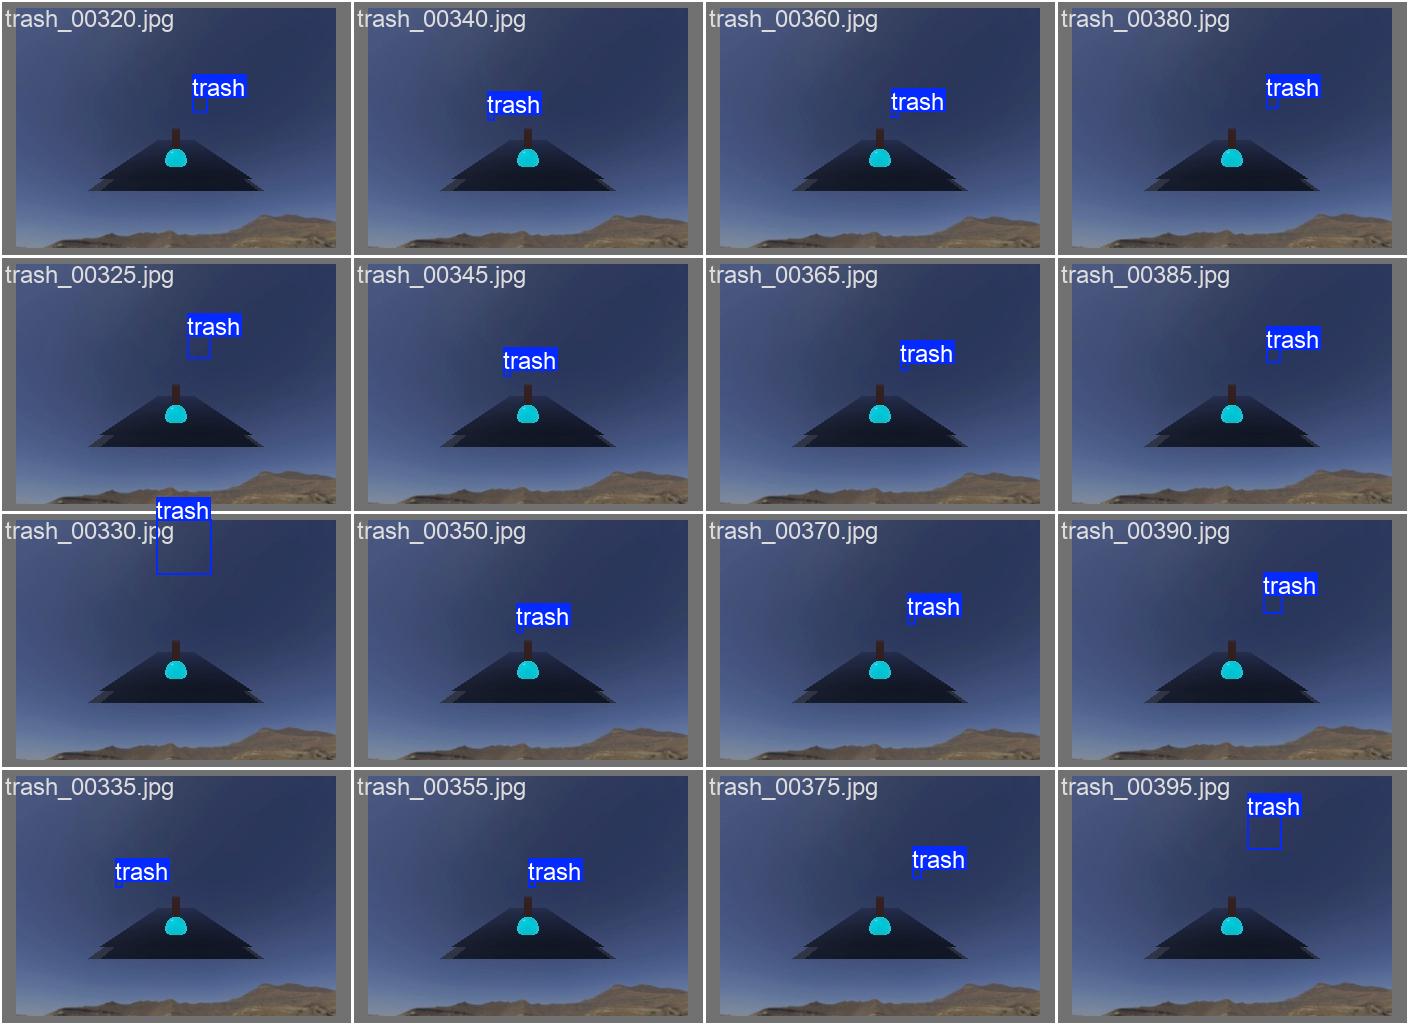 trash_00320.jpg
trash
trash_00340.jpg
trash
trash_00360.jpg
trash
trash_00380.jpg
trash
trash_00325.jpg
trash
trash_00345.jpg
trash
trash_00365.jpg
trash
trash_00385.jpg
trash
trash_00330.jpg
trash
trash_00350.jpg
trash
trash_00370.jpg
trash
trash_00390.jpg
trash
trash_00335.jpg
trash
trash_00355.jpg
trash
trash_00375.jpg
trash
trash_00395.jpg
trash